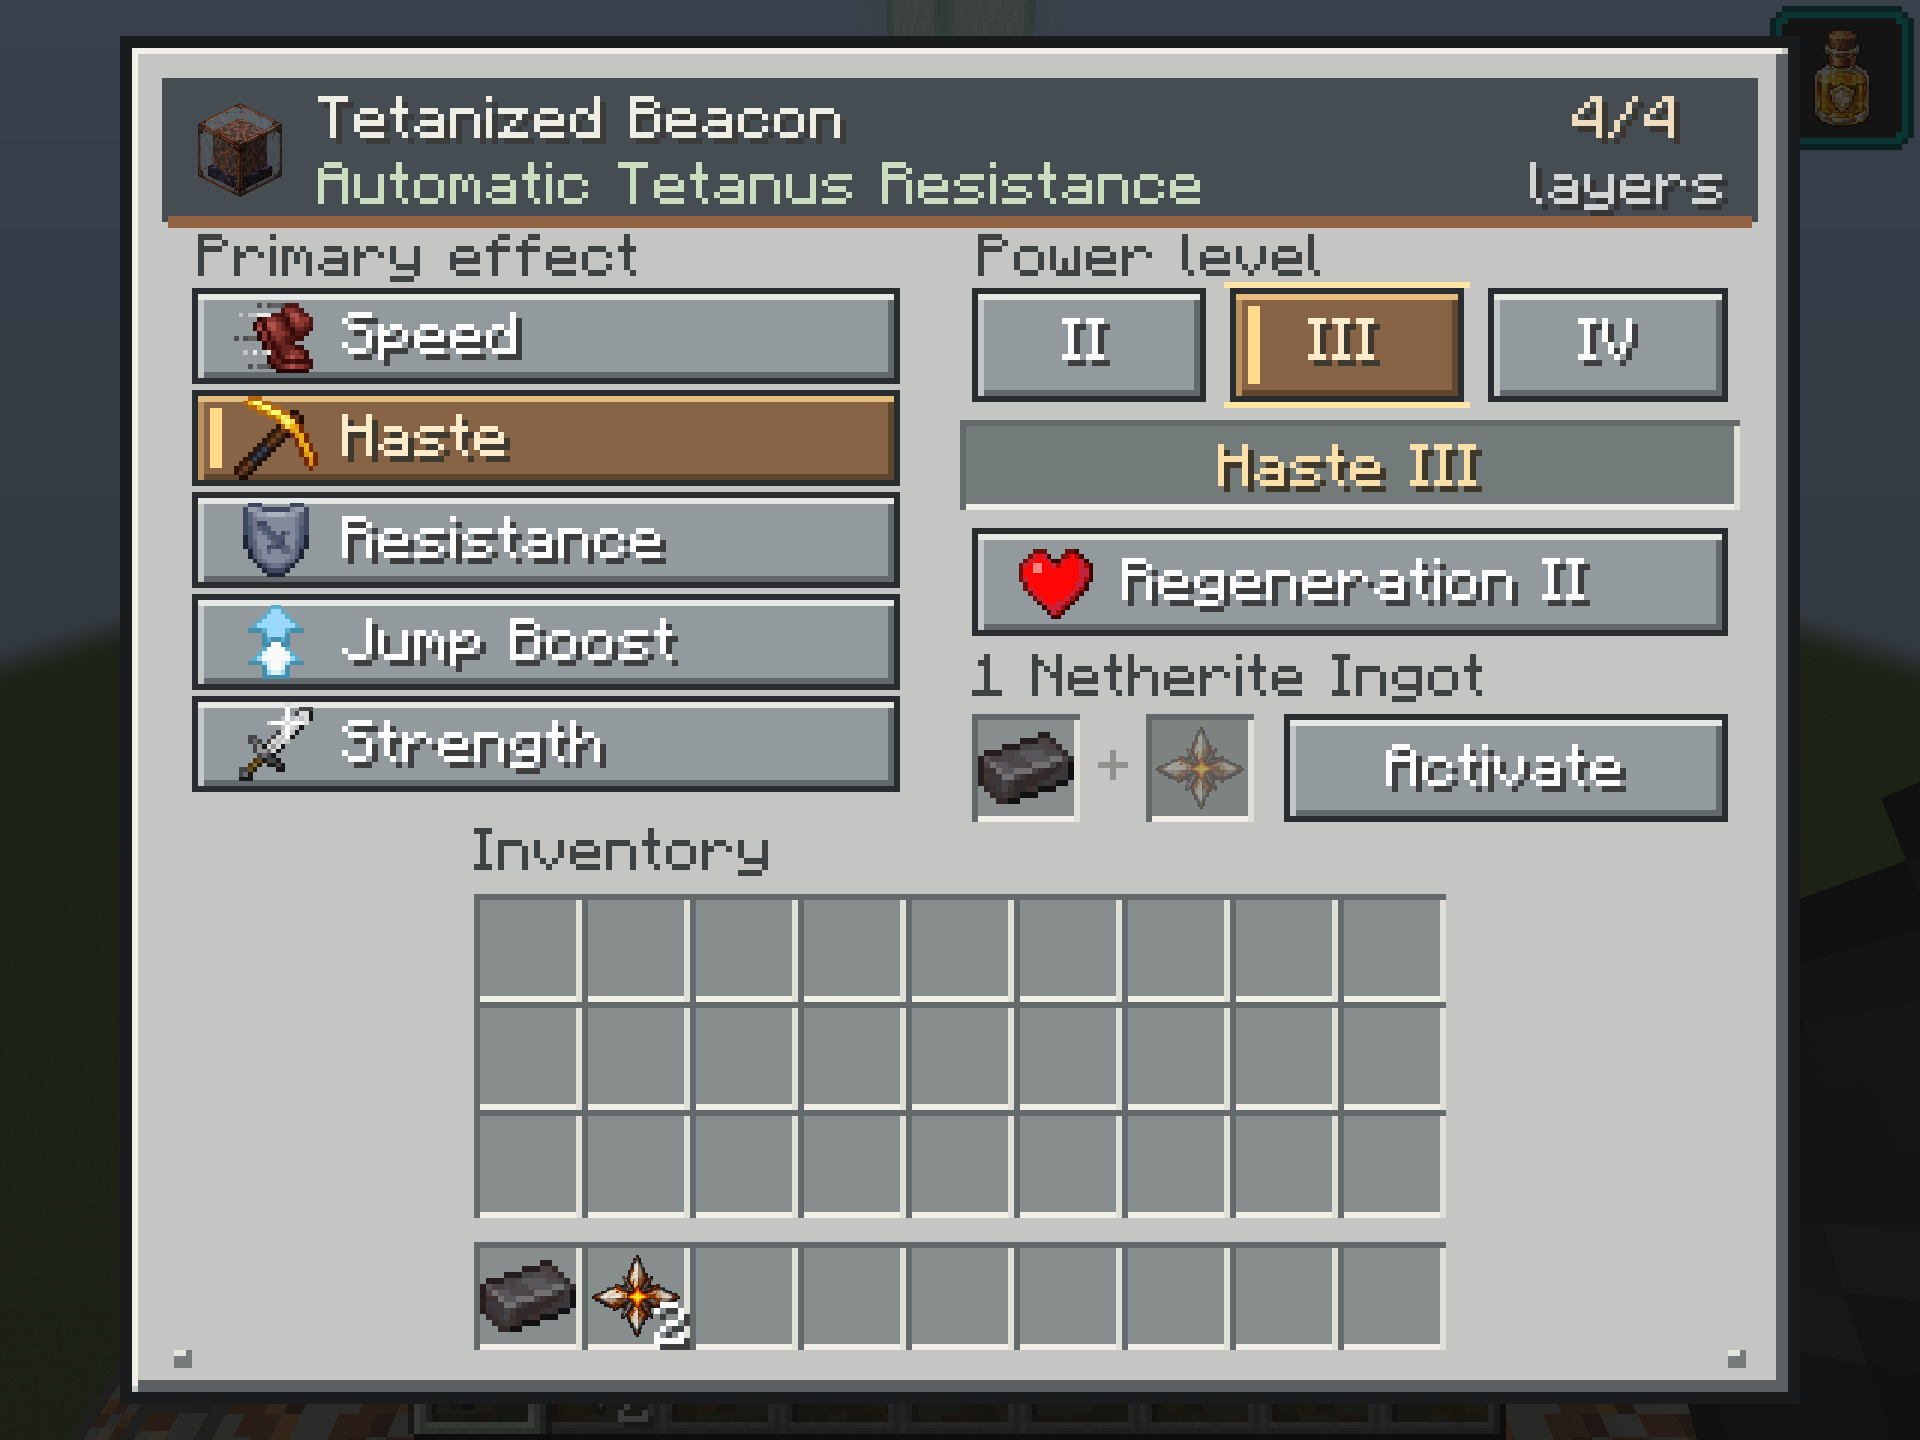 Tetanized Beacon
Automatic Tetanus Resistance
4/4
layers
Primary effect
Speed
Haste
Resistance
Jump Boost
Strength
Power level
II
III
IV
Haste III
Regeneration II
1 Netherite Ingot
+
Activate
Inventory
2
2